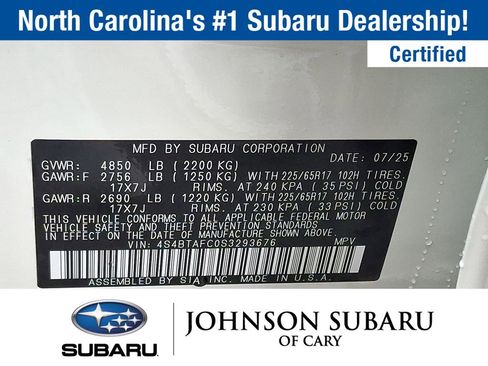 North Carolina's #1 Subaru Dealership!
Certified
MFD BY SUBARU CORPORATION
DATE 07/25
GVWR: 4850 LB (2200 KG)
GAWR:F 2756 LB (1250 KG) WITH 225/65R17 102H TIRES.
17X7J RIMS. AT 240 KPA (35 PSI) COLD
GAWR:R 2690 LB (1220 KG) WITH 225/65R17 102H TIRES.
17X7J RIMS. AT 230 KPA (33 PSI) COLD
THIS VEHICLE CONFORMS TO ALL APPLICABLE FEDERAL MOTOR
VEHICLE SAFETY AND THEFT PREVENTION STANDARDS IN
EFFECT ON THE DATE OF MANUFACTURE SHOWN ABOVE.
VIN: 4S4BTAFC0S3293676 MPV
ASSEMBLED BY SIA INC. MADE IN U.S.A.
SUBARU
JOHNSON SUBARU
OF CARY